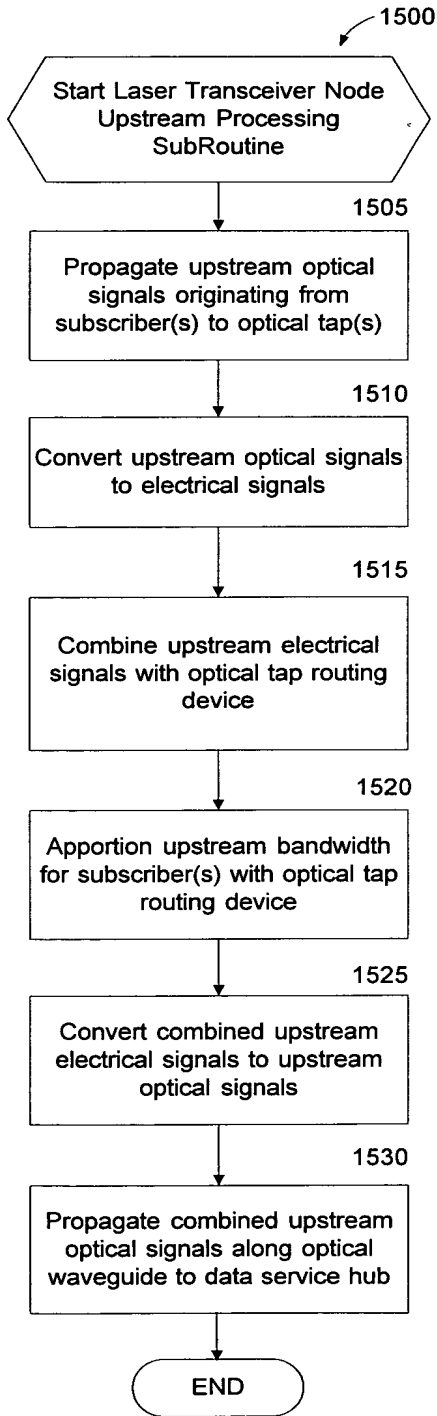 1500
Start Laser Transceiver Node
Upstream Processing
SubRoutine
1505
Propagate upstream optical
signals originating from
subscriber(s) to optical tap(s)
1510
Convert upstream optical signals
to electrical signals
1515
Combine upstream electrical
signals with optical tap routing
device
1520
Apportion upstream bandwidth
for subscriber(s) with optical tap
routing device
1525
Convert combined upstream
electrical signals to upstream
optical signals
1530
Propagate combined upstream
optical signals along optical
waveguide to data service hub
END